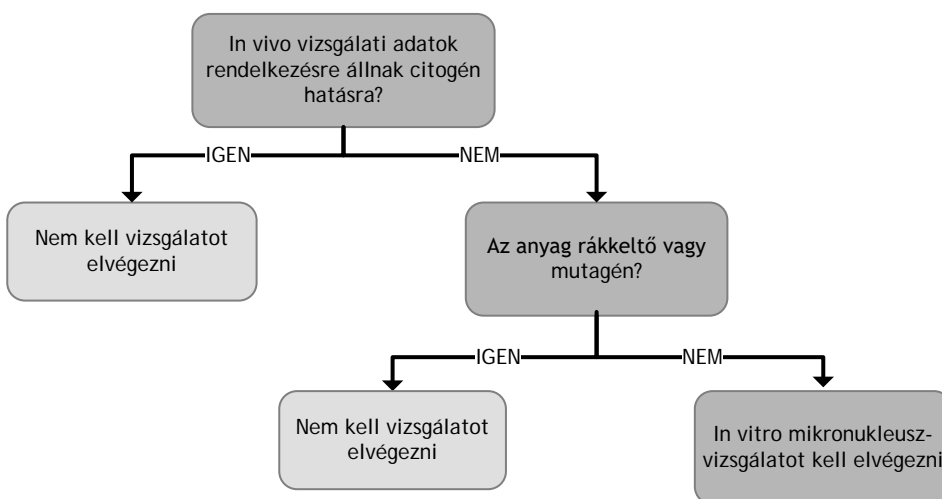 In vivo vizsgálati adatok
rendelkezésre állnak citogén
hatásra?
IGEN
NEM
Nem kell vizsgálatot
elvégezni
Az anyag rákkeltő vagy
mutagén?
IGEN
NEM
Nem kell vizsgálatot
elvégezni
In vitro mikronukleusz-
vizsgálatot kell elvégezni